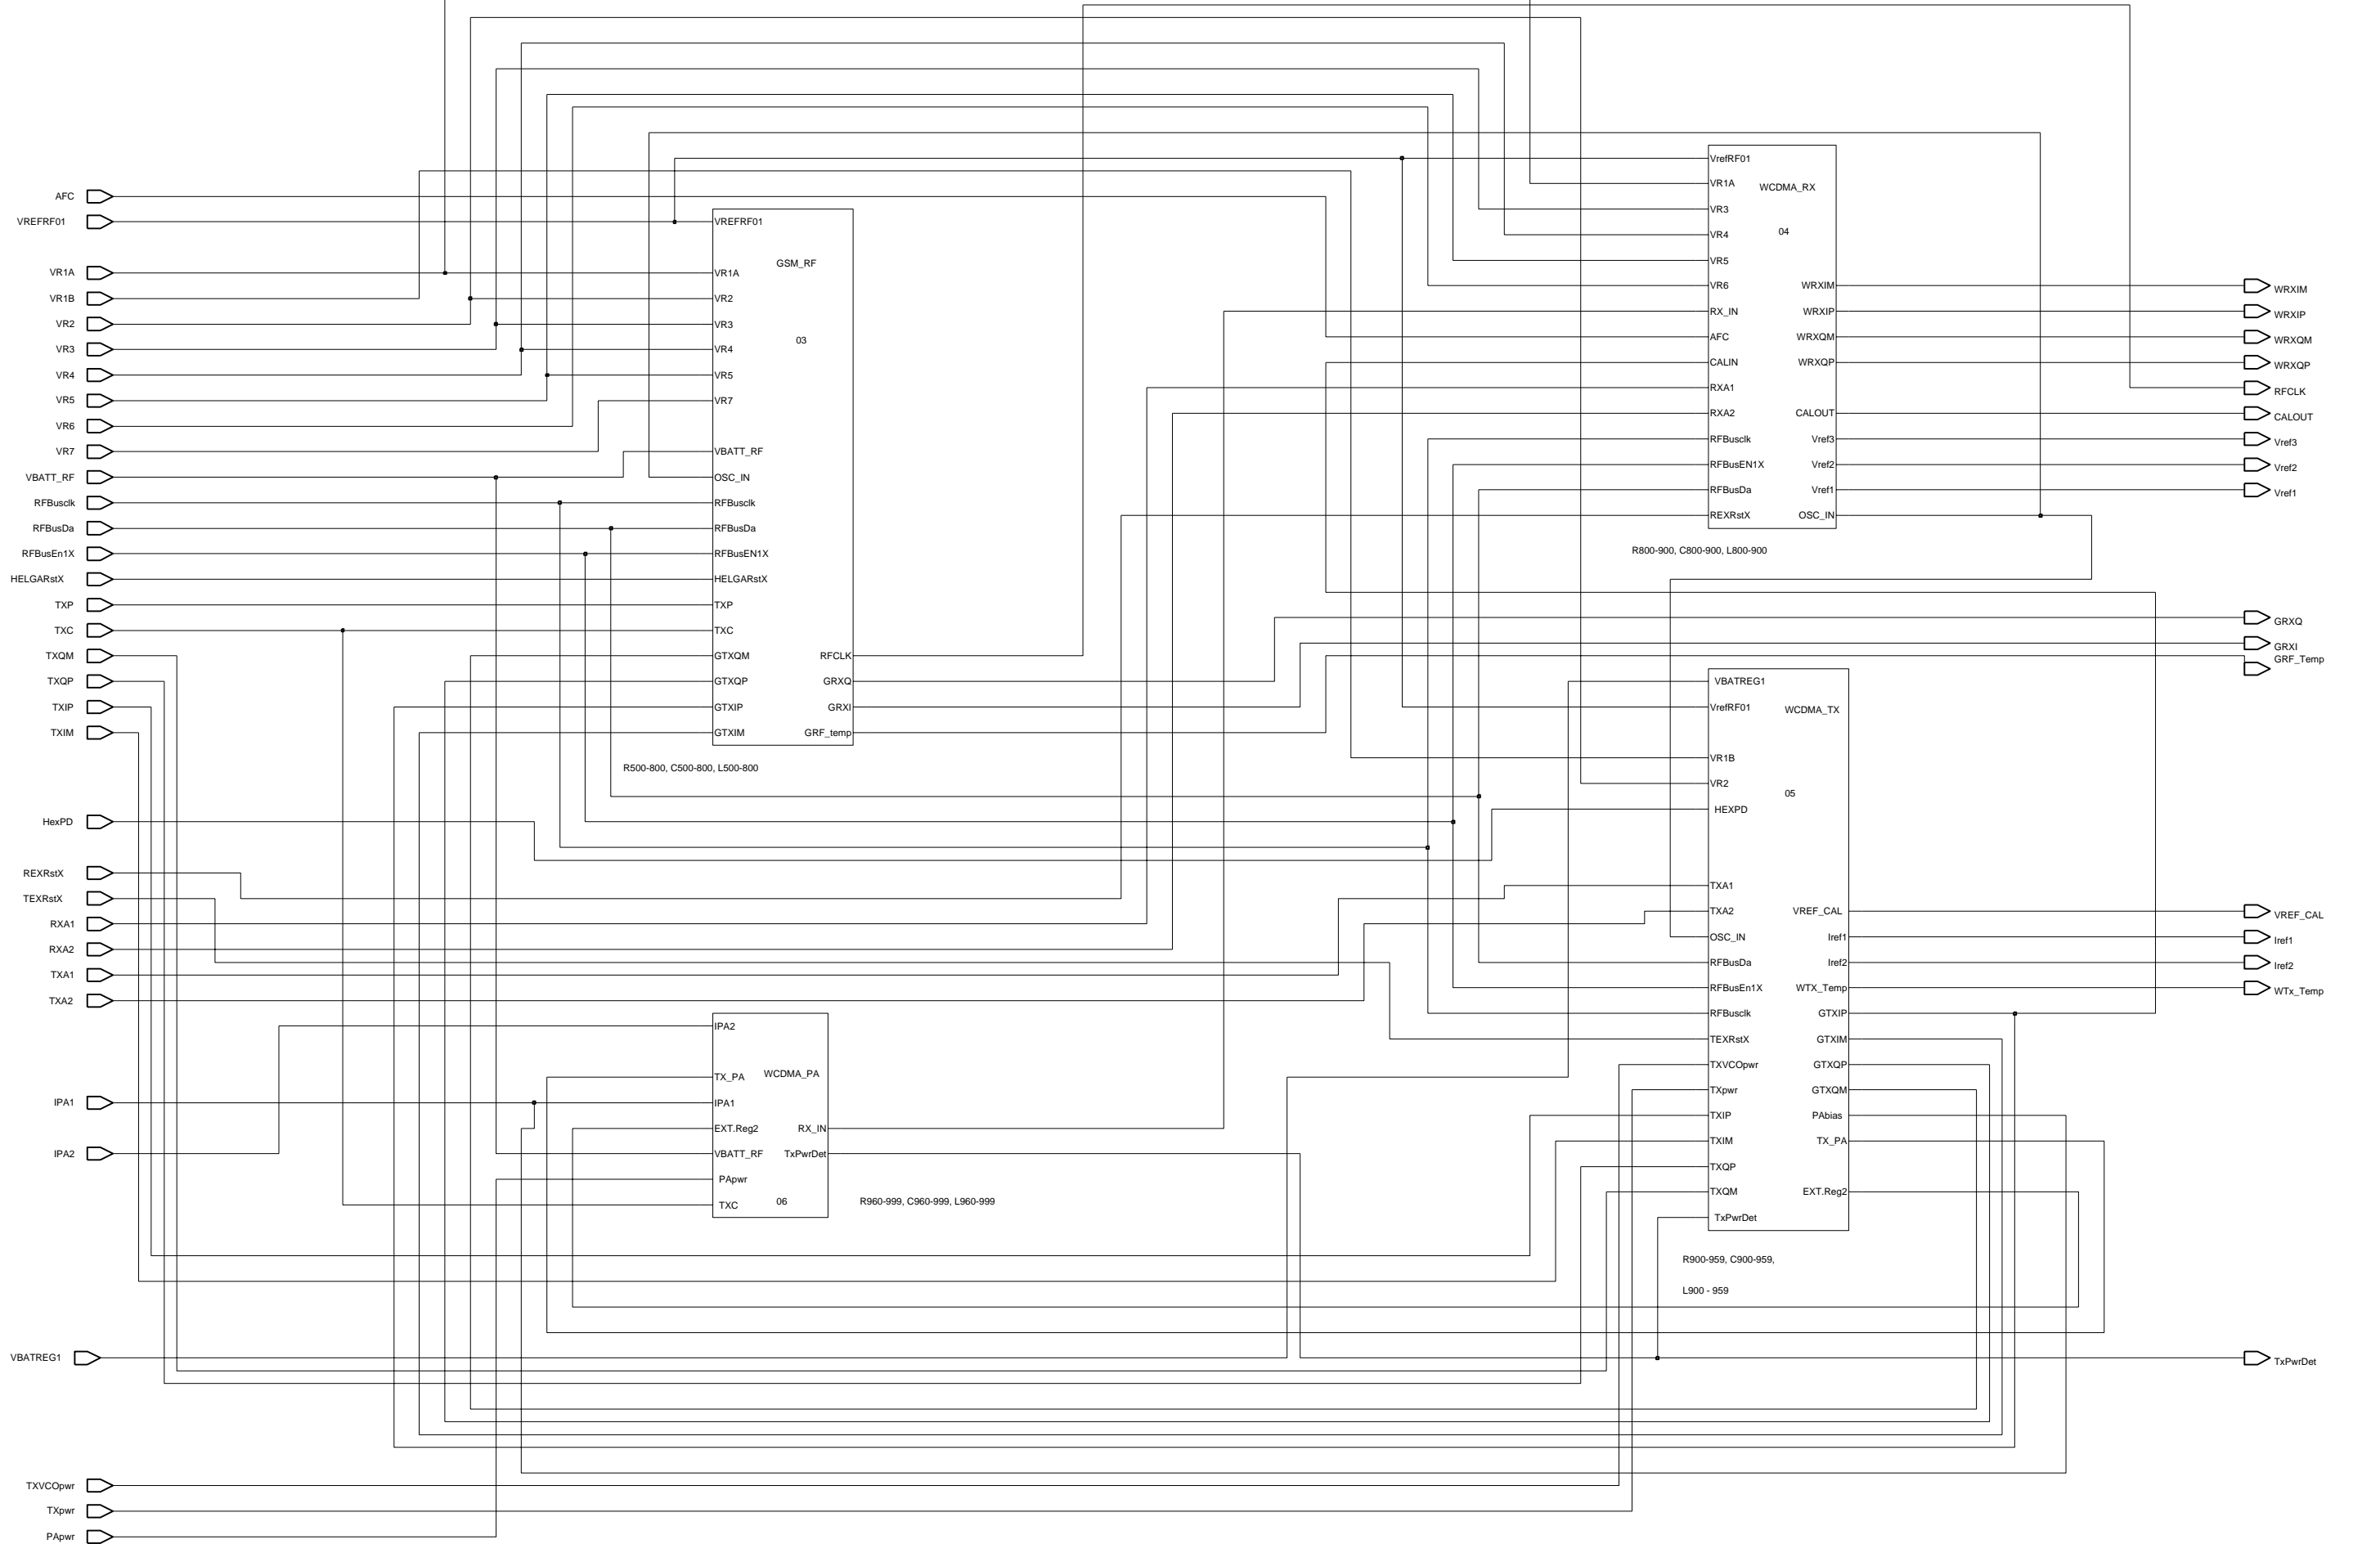 AFC
VREFRF01
VR1A
VR1B
VR2
VR3
VR4
VR5
VR6
VR7
VBATT_RF
RFBusclk
RFBusDa
RFBusEn1X
HELGARstX
TXP
TXC
TXQM
TXQP
TXIP
TXIM
HexPD
REXRstX
TEXRstX
RXA1
RXA2
TXA1
TXA2
IPA1
IPA2
VBATREG1
TXVCOpwr
TXpwr
PApwr
VREFRF01
GSM_RF
VR1A
VR2
VR3
03
VR4
VR5
VR7
VBATT_RF
OSC_IN
RFBusclk
RFBusDa
RFBusEN1X
HELGARstX
TXP
TXC
GTXQM RFCLK
GTXQP GRXQ
GTXIP GRXI
GTXIM GRF_temp
R500-800, C500-800, L500-800
IPA2
WCDMA_PA
TX_PA
IPA1
EXT.Reg2 RX_IN
VBATT_RF TxPwrDet
PApwr
TXC 06
R960-999, C960-999, L960-999
VrefRF01
VR1A
WCDMA_RX
VR3
04
VR4
VR5
VR6 WRXIM
RX_IN WRXIP
AFC WRXQM
CALIN WRXQP
RXA1
RXA2 CALOUT
RFBusclk Vref3
RFBusEN1X Vref2
RFBusDa Vref1
REXRstX OSC_IN
R800-900, C800-900, L800-900
VBATREG1
VrefRF01 WCDMA_TX
VR1B
VR2
05
HEXPD
TXA1
TXA2 VREF_CAL
OSC_IN Iref1
RFBusDa Iref2
RFBusEn1X WTX_Temp
RFBusclk GTXIP
TEXRstX GTXIM
TXVCOpwr GTXQP
TXpwr GTXQM
TXIP PAbias
TXIM TX_PA
TXQP
TXQM EXT.Reg2
TxPwrDet
R900-959, C900-959,
L900 - 959
WRXIM
WRXIP
WRXQM
WRXQP
RFCLK
CALOUT
Vref3
Vref2
Vref1
GRXQ
GRXI
GRF_Temp
VREF_CAL
Iref1
Iref2
WTx_Temp
TxPwrDet